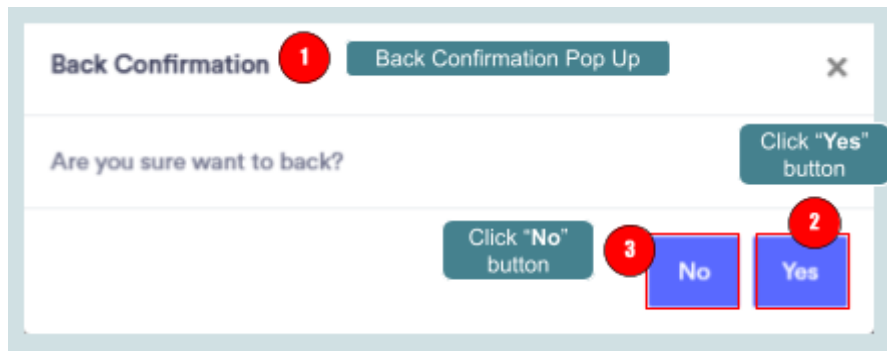 Back Confirmation 1 Back Confirmation Pop Up ×
Are you sure want to back?
Click “Yes”
button
2
Click “No”
button
3
No
Yes